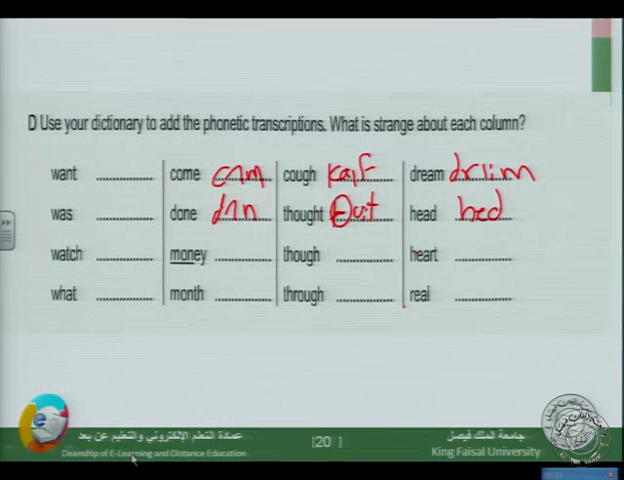 D Use your dictionary to add the phonetic transcriptions. What is strange about each column?
want .............. come cʌm cough kɒf dream driːm
was .............. done dʌn thought θɔːt head hed
watch .............. money .............. though .............. heart ..............
what .............. month .............. through .............. real ..............
عمادة التعلم الإلكتروني والتعليم عن بعد
Deanship of E-Learning and Distance Education
[20]
جامعة الملك فيصل
King Faisal University